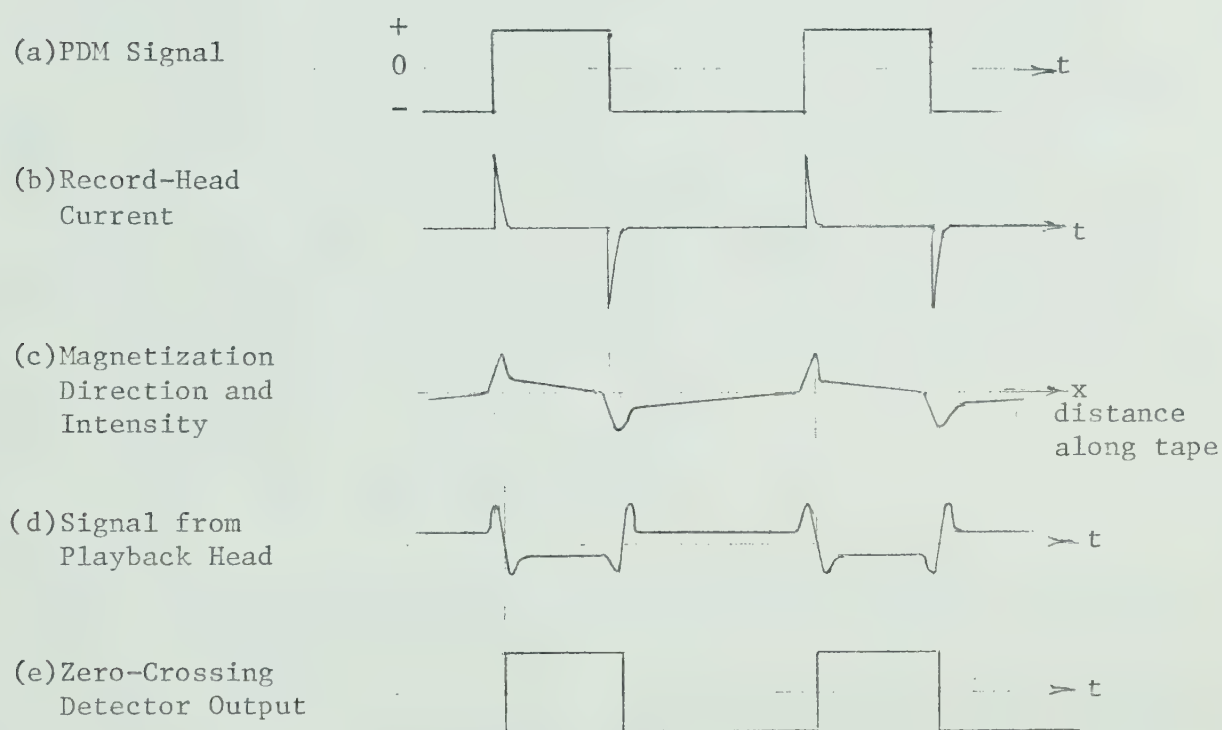 (a)PDM Signal
+
0
-
t
(b)Record-Head
Current
t
(c)Magnetization
Direction and
Intensity
x
distance
along tape
(d)Signal from
Playback Head
t
(e)Zero-Crossing
Detector Output
t